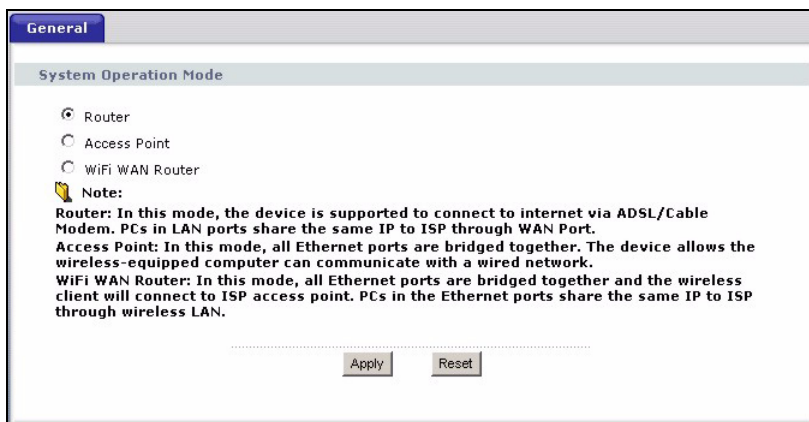 General
System Operation Mode
Router
Access Point
WiFi WAN Router
Note:
Router: In this mode, the device is supported to connect to internet via ADSL/Cable
Modem. PCs in LAN ports share the same IP to ISP through WAN Port.
Access Point: In this mode, all Ethernet ports are bridged together. The device allows the
wireless-equipped computer can communicate with a wired network.
WiFi WAN Router: In this mode, all Ethernet ports are bridged together and the wireless
client will connect to ISP access point. PCs in the Ethernet ports share the same IP to ISP
through wireless LAN.
Apply Reset